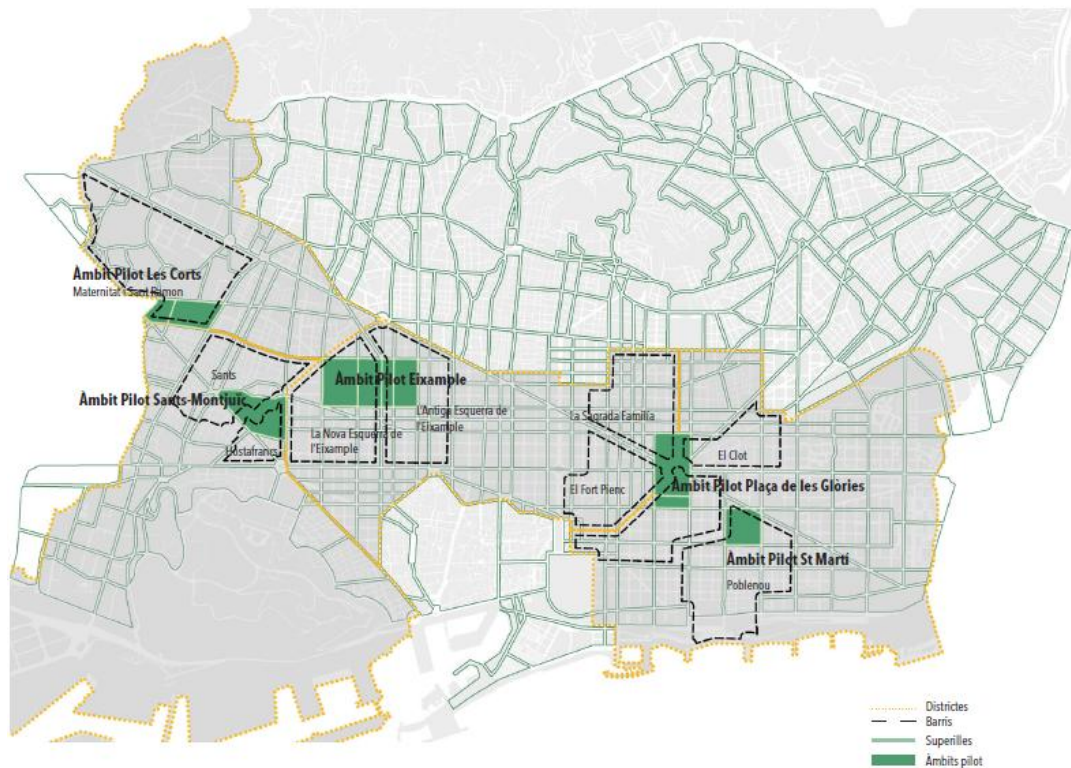 Àmbit Pilot Les Corts
Maternitat i Sant Ramon
Sants
Àmbit Pilot Sants-Montjuïc
Hostafrancs
Àmbit Pilot Eixample
La Nova Esquerra de
l'Eixample
L'Antiga Esquerra de
l'Eixample
La Sagrada Família
El Clot
El Fort Pienc
Àmbit Pilot Plaça de les Glòries
Àmbit Pilot St Martí
Poblenou
Districtes
Barris
Superilles
Àmbits pilot